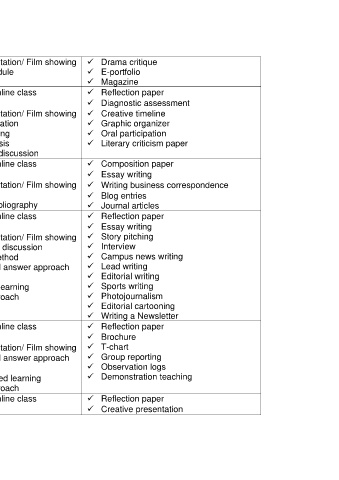 tation/ Film showing ✓ Drama critique
dule ✓ E-portfolio
✓ Magazine
line class ✓ Reflection paper
✓ Diagnostic assessment
tation/ Film showing ✓ Creative timeline
ation ✓ Graphic organizer
ng ✓ Oral participation
sis ✓ Literary criticism paper
discussion
line class ✓ Composition paper
✓ Essay writing
tation/ Film showing ✓ Writing business correspondence
✓ Blog entries
bliography ✓ Journal articles
line class ✓ Reflection paper
✓ Essay writing
tation/ Film showing ✓ Story pitching
discussion ✓ Interview
ethod ✓ Campus news writing
answer approach ✓ Lead writing
✓ Editorial writing
earning ✓ Sports writing
roach ✓ Photojournalism
✓ Editorial cartooning
✓ Writing a Newsletter
line class ✓ Reflection paper
✓ Brochure
tation/ Film showing ✓ T-chart
answer approach ✓ Group reporting
✓ Observation logs
ed learning ✓ Demonstration teaching
roach
line class ✓ Reflection paper
✓ Creative presentation